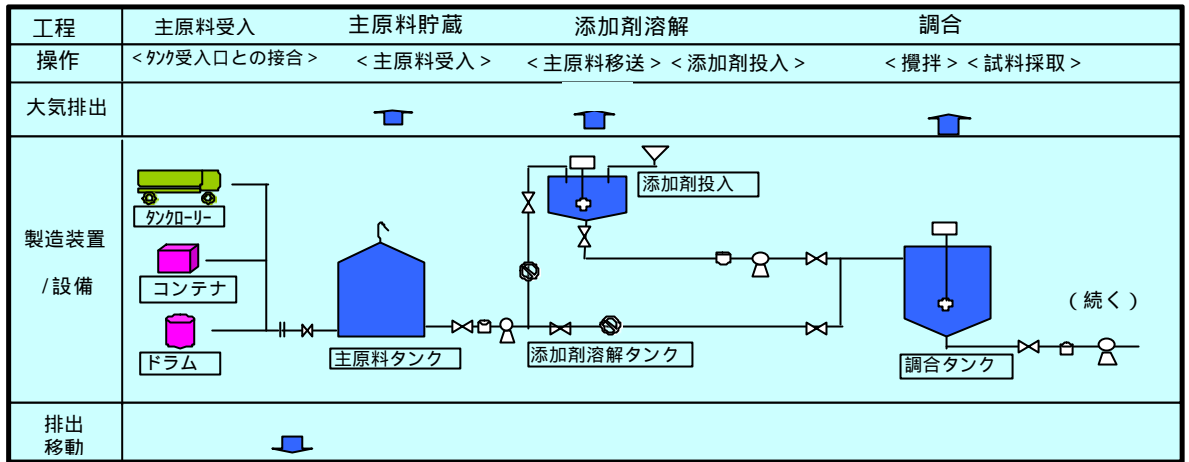 工程 主原料受入 主原料貯蔵 添加剤溶解 調合
操作 <ﾀﾝｸ受入口との接合> <主原料受入> <主原料移送><添加剤投入> <攪拌><試料採取>
大気排出
製造装置
/設備
ﾀﾝｸﾛｰﾘｰ
コンテナ
ドラム
主原料タンク
添加剤投入
添加剤溶解タンク
調合タンク
(続く)
排出
移動